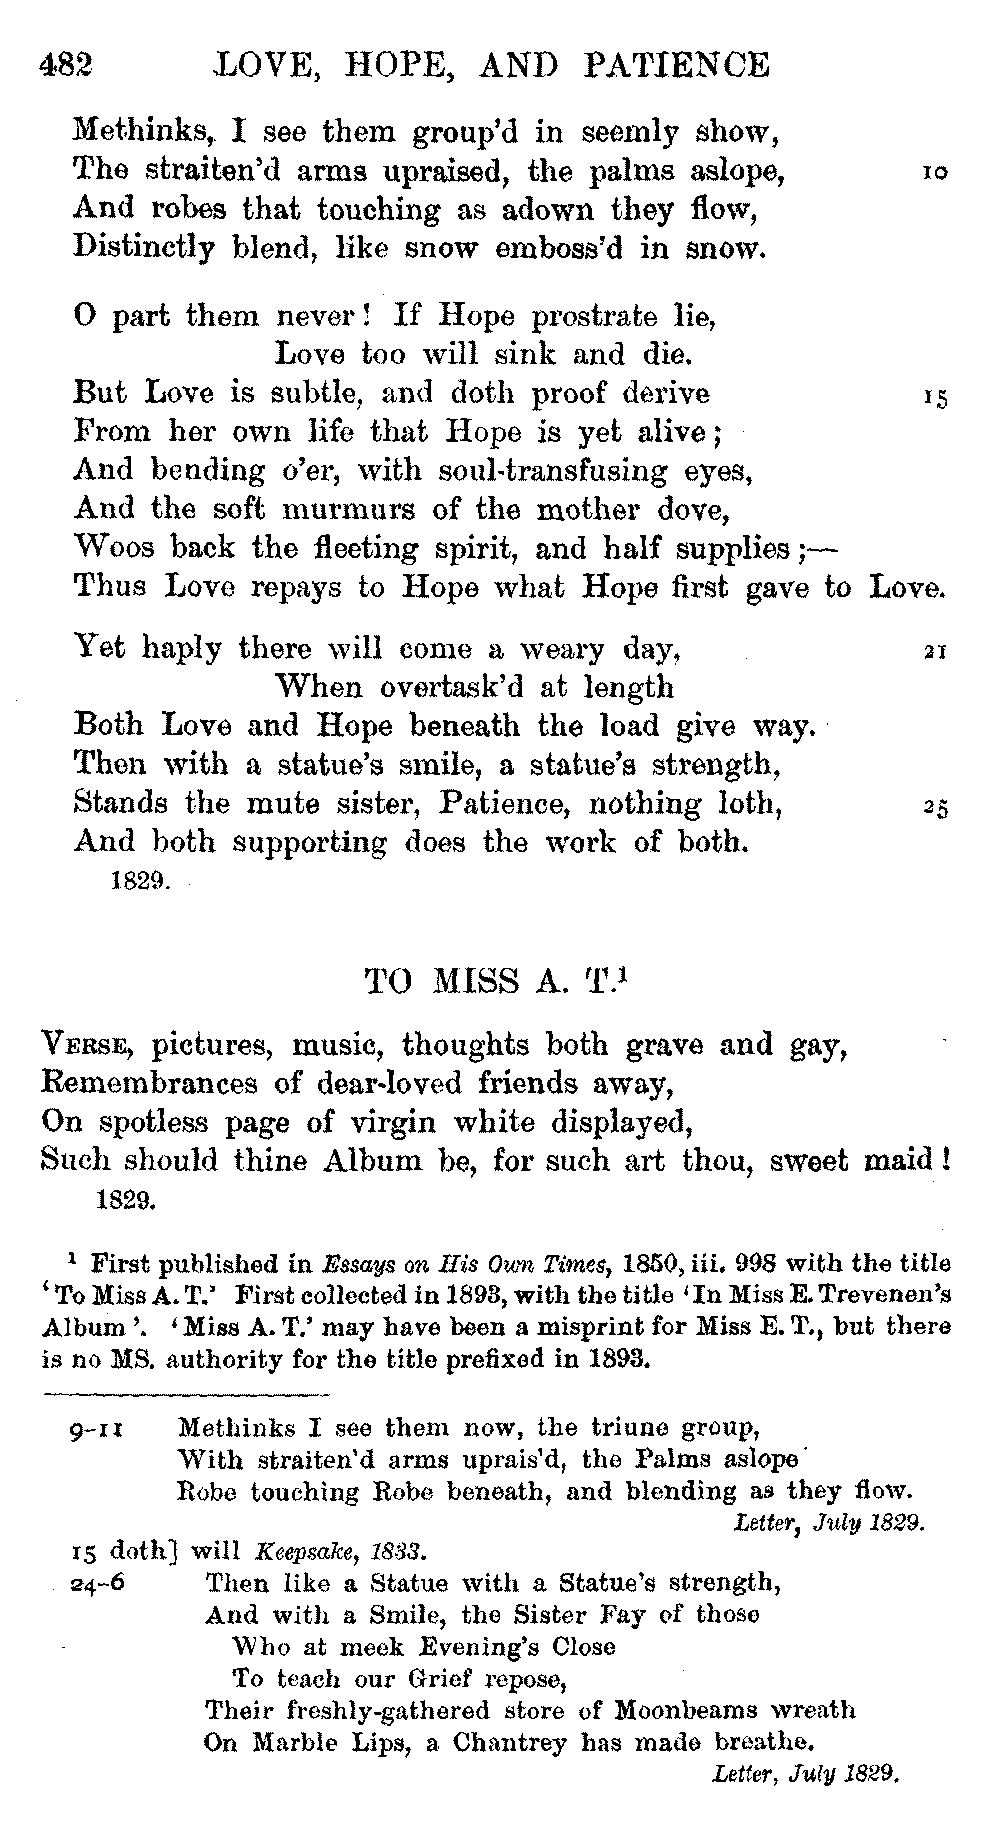 482 LOVE, HOPE, AND PATIENCE
Methinks, I see them group'd in seemly show,
The straiten'd arms upraised, the palms aslope, 10
And robes that touching as adown they flow,
Distinctly blend, like snow emboss'd in snow.
O part them never! If Hope prostrate lie,
Love too will sink and die.
But Love is subtle, and doth proof derive 15
From her own life that Hope is yet alive;
And bending o'er, with soul-transfusing eyes,
And the soft murmurs of the mother dove,
Woos back the fleeting spirit, and half supplies;—
Thus Love repays to Hope what Hope first gave to Love.
Yet haply there will come a weary day, 21
When overtask'd at length
Both Love and Hope beneath the load give way.
Then with a statue's smile, a statue's strength,
Stands the mute sister, Patience, nothing loth, 25
And both supporting does the work of both.
1829.
TO MISS A. T.¹
VERSE, pictures, music, thoughts both grave and gay,
Remembrances of dear-loved friends away,
On spotless page of virgin white displayed,
Such should thine Album be, for such art thou, sweet maid!
1829.
¹ First published in Essays on His Own Times, 1850, iii. 998 with the title
'To Miss A. T.' First collected in 1893, with the title 'In Miss E. Trevenen's
Album'. 'Miss A. T.' may have been a misprint for Miss E. T., but there
is no MS. authority for the title prefixed in 1893.
9-11 Methinks I see them now, the triune group,
With straiten'd arms uprais'd, the Palms aslope
Robe touching Robe beneath, and blending as they flow.
Letter, July 1829.
15 doth] will Keepsake, 1833.
24-6 Then like a Statue with a Statue's strength,
And with a Smile, the Sister Fay of those
Who at meek Evening's Close
To teach our Grief repose,
Their freshly-gathered store of Moonbeams wreath
On Marble Lips, a Chantrey has made breathe.
Letter, July 1829.